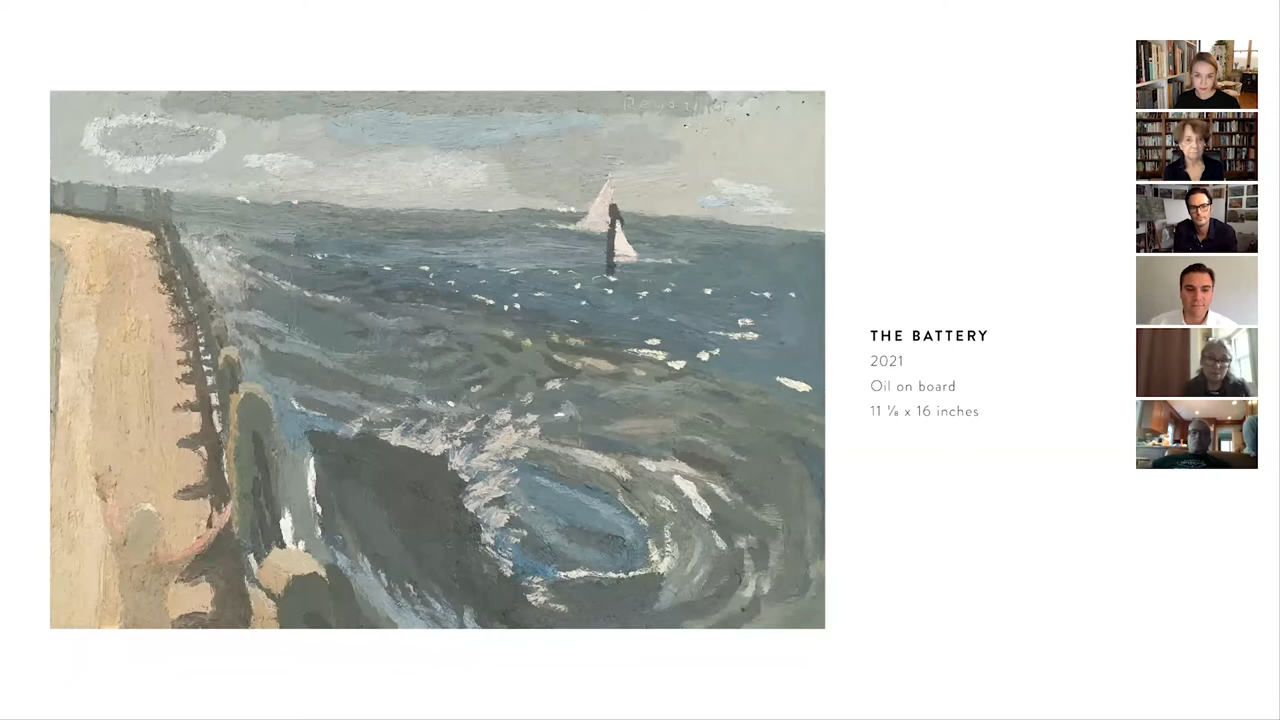 THE BATTERY
2021
Oil on board
11 ⅛ x 16 inches